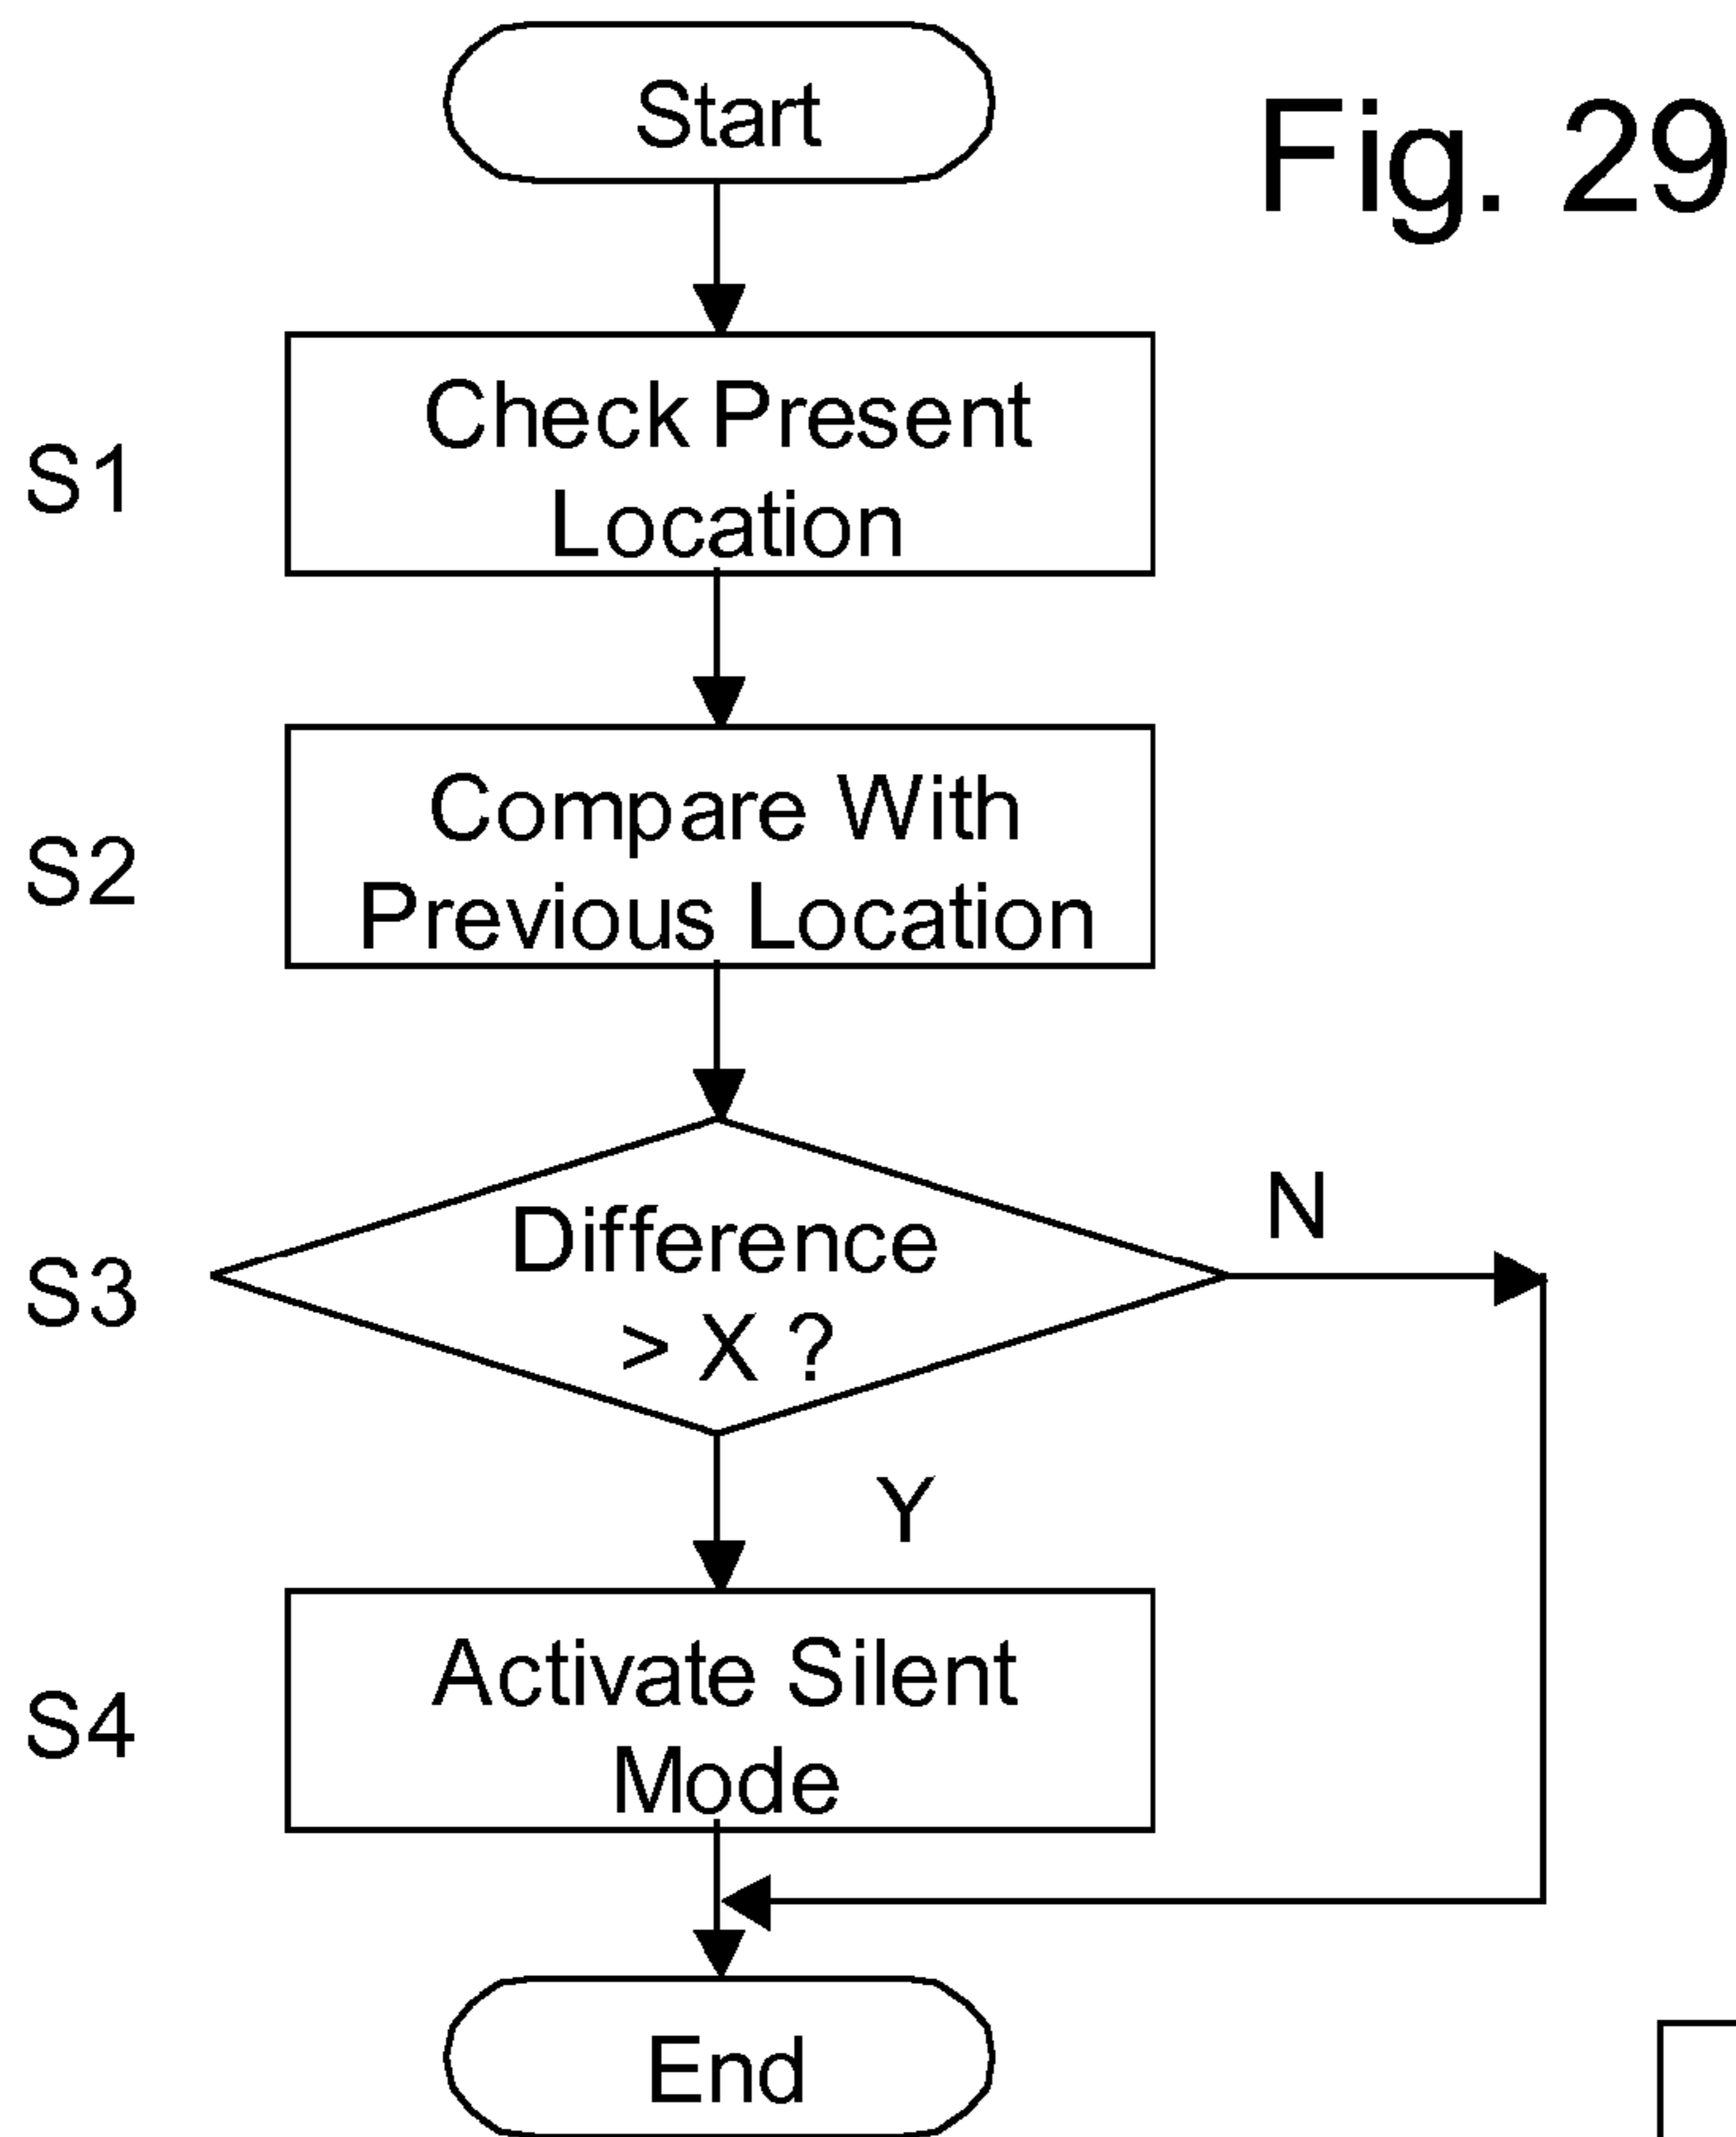 Start
Fig. 29
S1
Check Present
Location
S2
Compare With
Previous Location
S3
Difference
> X ?
N
Y
S4
Activate Silent
Mode
End